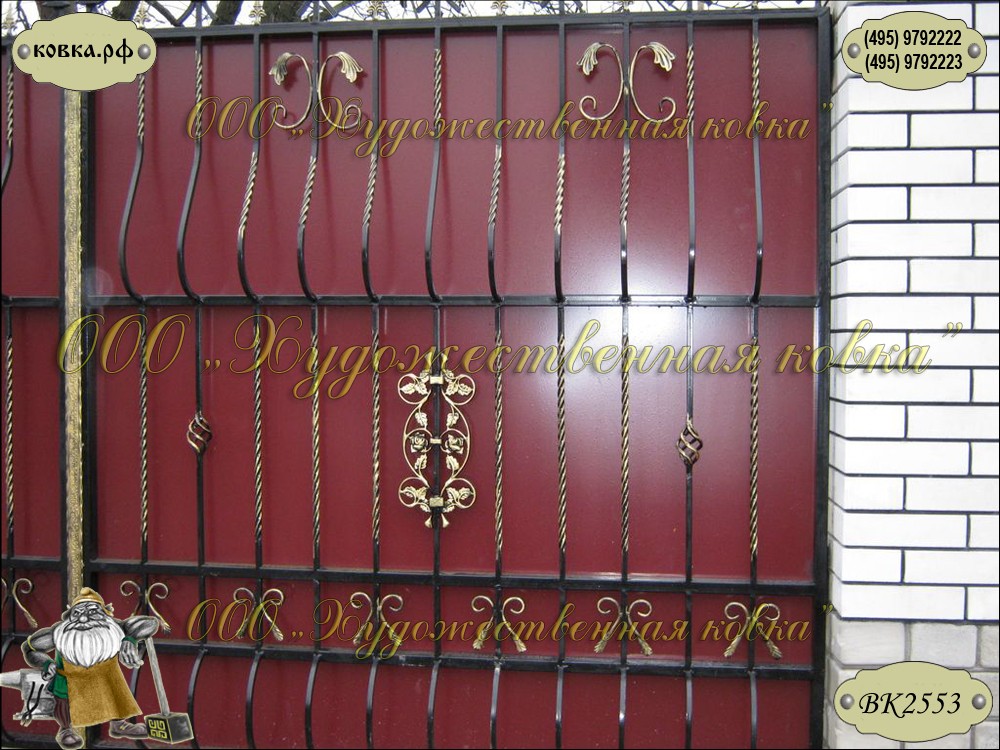 ковка.рф
(495) 9792222
(495) 9792223
ООО „Художественная ковка”
ООО „Художественная ковка”
ООО „Художественная ковка”
ВК2553